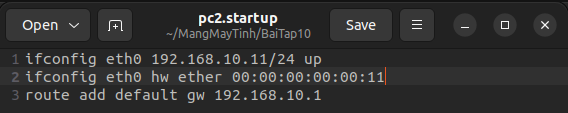 Open
pc2.startup
~/MangMayTinh/BaiTap10
Save
1 ifconfig eth0 192.168.10.11/24 up
2 ifconfig eth0 hw ether 00:00:00:00:00:11
3 route add default gw 192.168.10.1